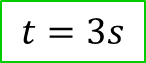 t = 3s